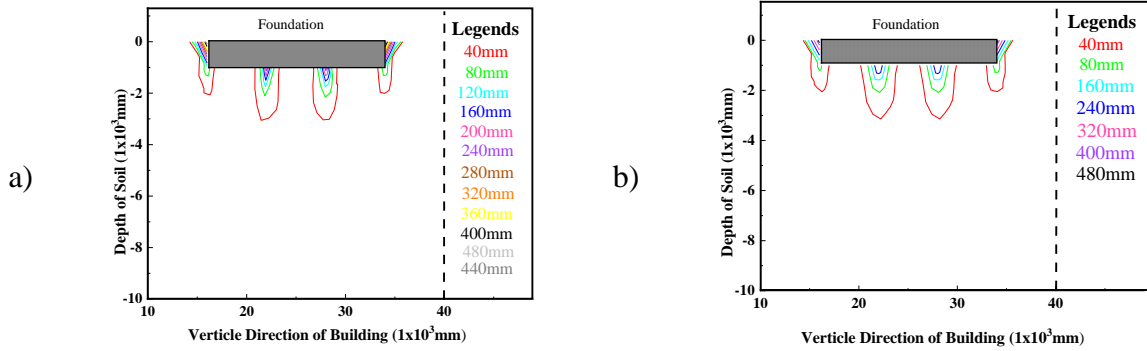 a)
Foundation
Legends
40mm
80mm
120mm
160mm
200mm
240mm
280mm
320mm
360mm
400mm
480mm
440mm
0
-2
-4
-6
-8
-10
Depth of Soil (1x10³mm)
10
20
30
40
Verticle Direction of Building (1x10³mm)
b)
Foundation
Legends
40mm
80mm
160mm
240mm
320mm
400mm
480mm
0
-2
-4
-6
-8
-10
Depth of Soil (1x10³mm)
10
20
30
40
Verticle Direction of Building (1x10³mm)